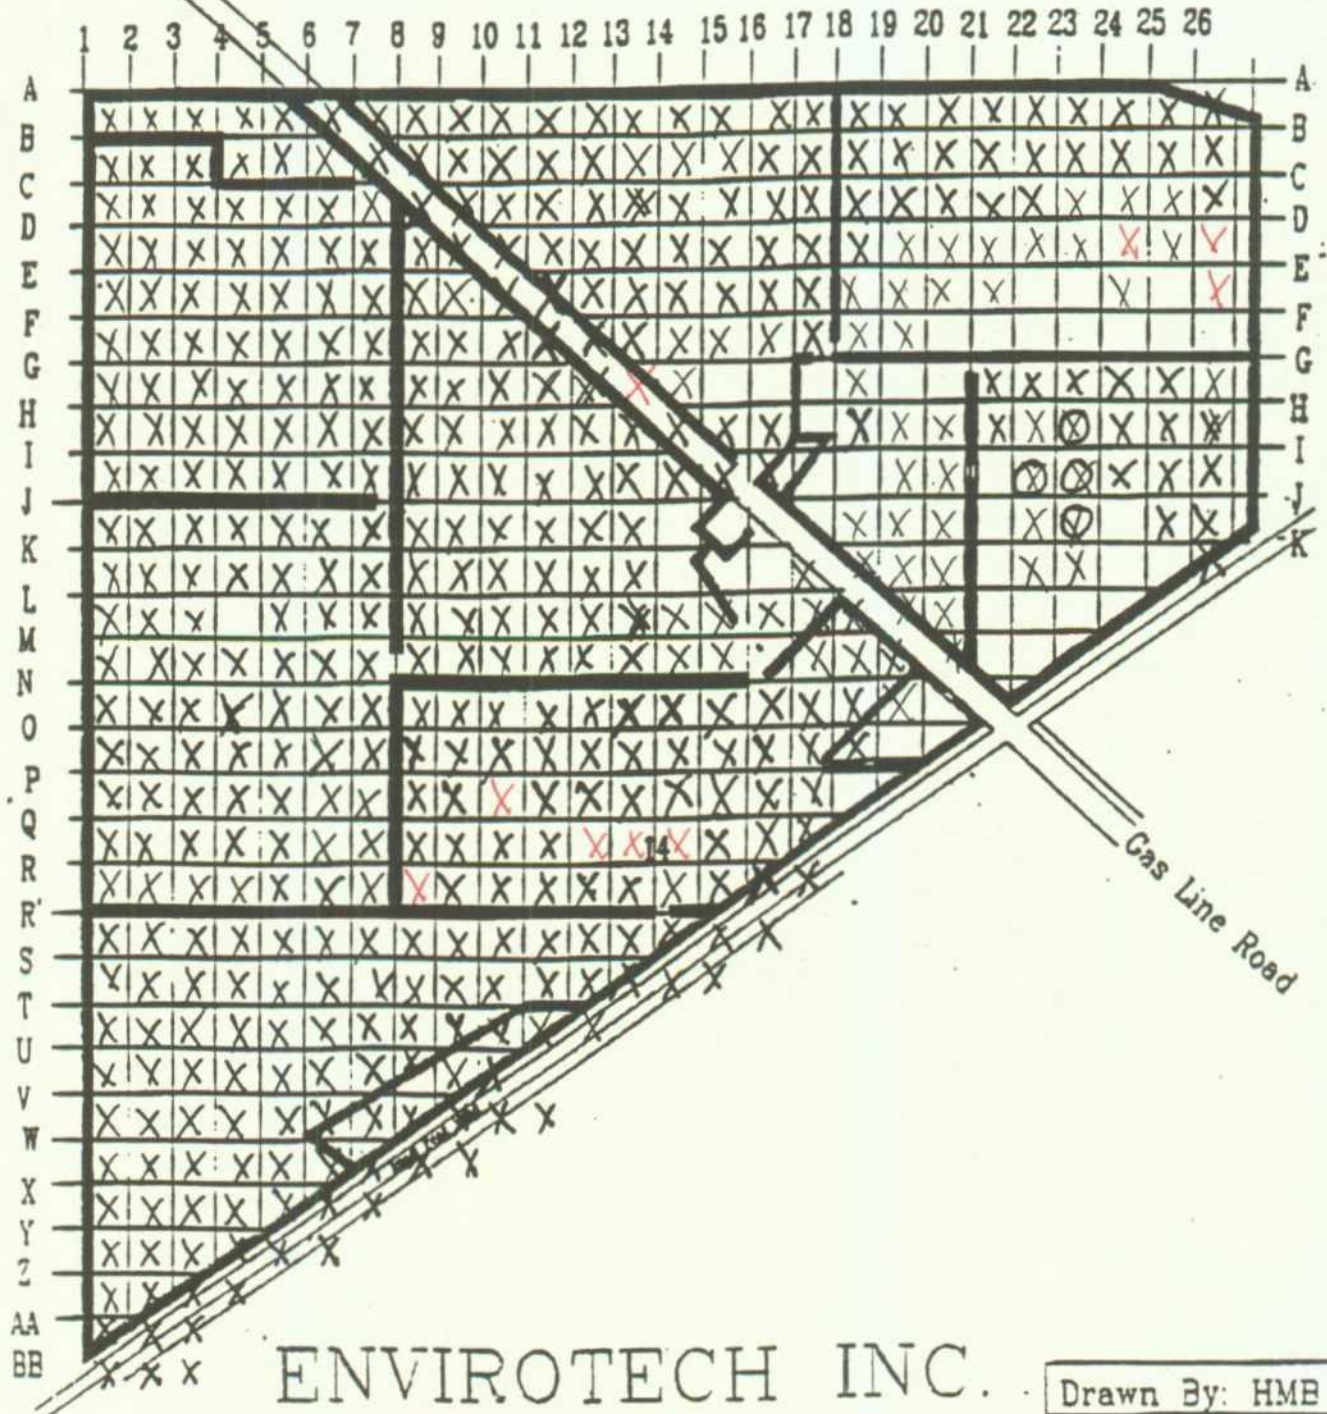 1 2 3 4 5 6 7 8 9 10 11 12 13 14 15 16 17 18 19 20 21 22 23 24 25 26
A A
B B
C C
D D
E E
F F
G G
H H
I I
J J
K K
L
M
N
O
P
Q
R 14
R'
S
T
U
V
W
X
Y
Z
AA
BB
Gas Line Road
ENVIROTECH INC.
Drawn By: HMB